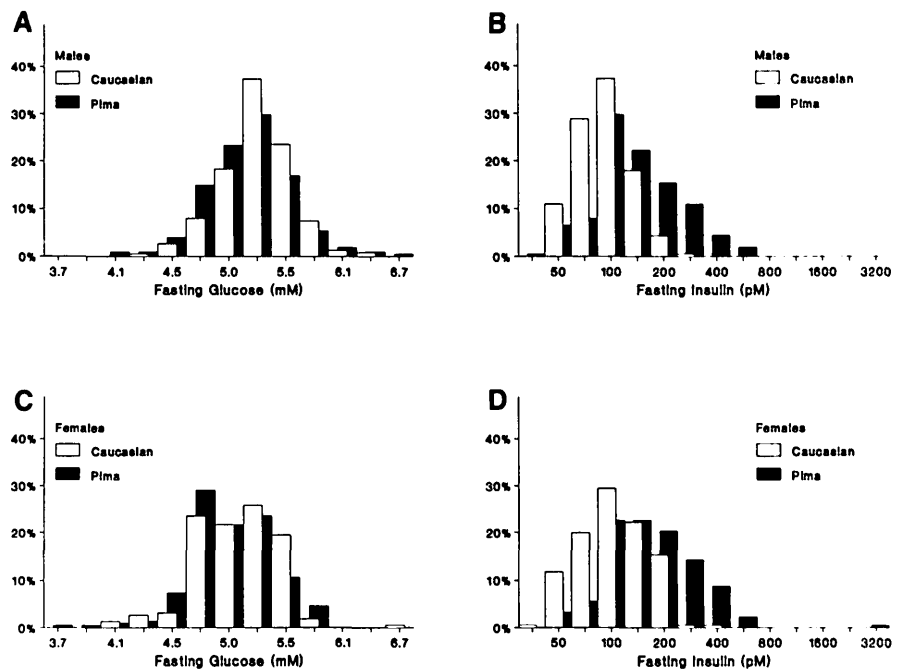 A
Males
Caucasian
Pima
40%
30%
20%
10%
0%
3.7 4.1 4.5 5.0 5.5 6.1 6.7
Fasting Glucose (mM)
B
Males
Caucasian
Pima
40%
30%
20%
10%
0%
50 100 200 400 800 1600 3200
Fasting Insulin (pM)
C
Females
Caucasian
Pima
40%
30%
20%
10%
0%
3.7 4.1 4.5 5.0 5.5 6.1 6.7
Fasting Glucose (mM)
D
Females
Caucasian
Pima
40%
30%
20%
10%
0%
50 100 200 400 800 1600 3200
Fasting Insulin (pM)